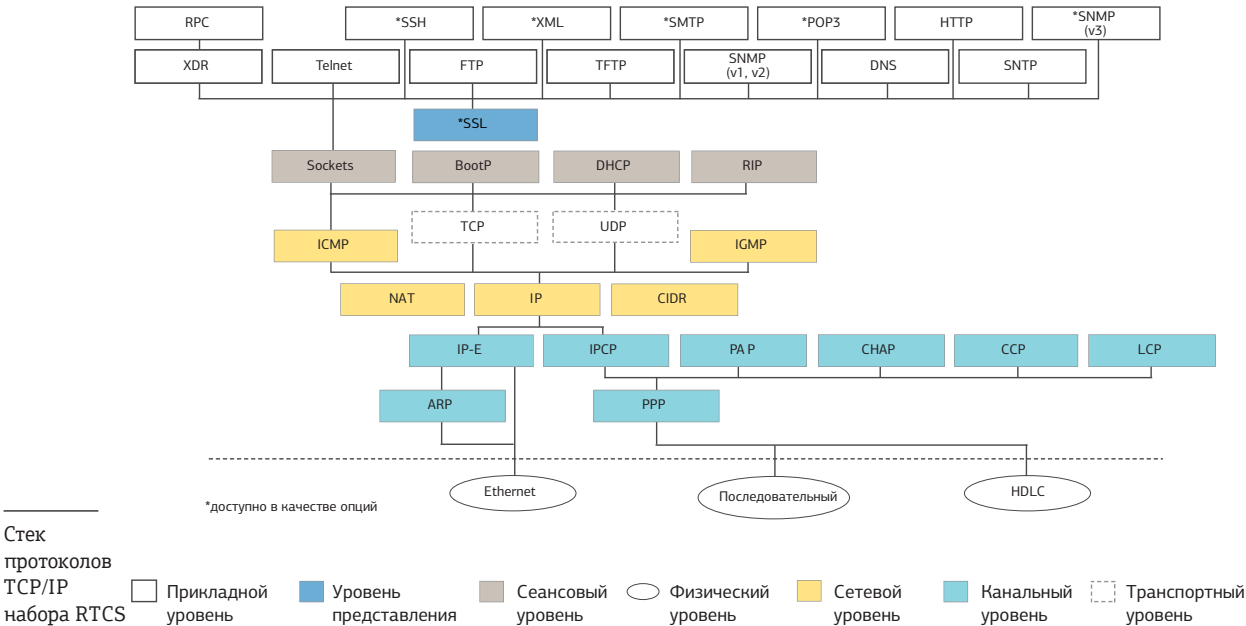 RPC
*SSH
*XML
*SMTP
*POP3
HTTP
*SNMP
(v3)
XDR
Telnet
FTP
TFTP
SNMP
(v1, v2)
DNS
SNTP
*SSL
Sockets
BootP
DHCP
RIP
TCP
UDP
ICMP
IGMP
NAT
IP
CIDR
IP-E
IPCP
PA P
CHAP
CCP
LCP
ARP
PPP
Ethernet
Последовательный
HDLC
*доступно в качестве опций
Стек
протоколов
TCP/IP
набора RTCS
Прикладной
уровень
Уровень
представления
Сеансовый
уровень
Физический
уровень
Сетевой
уровень
Канальный
уровень
Транспортный
уровень